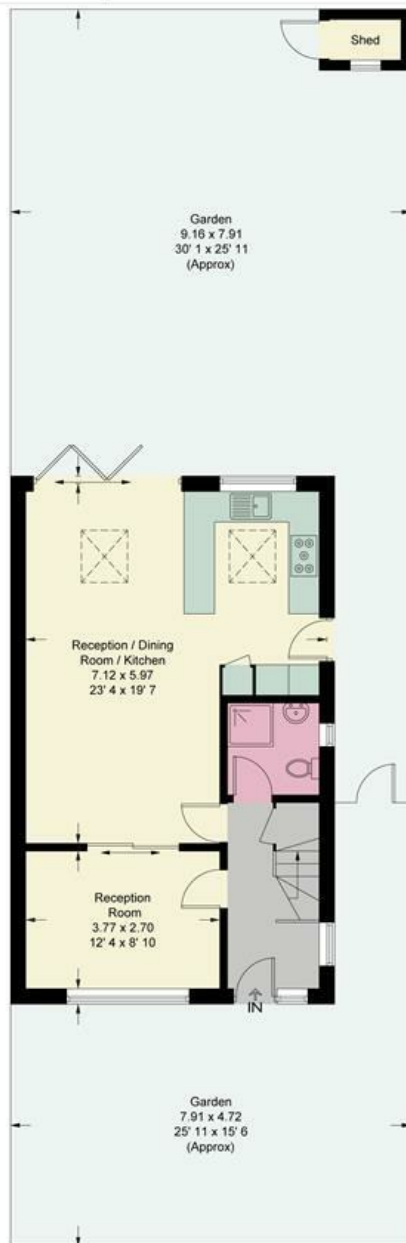 Shed
Garden
9.16 x 7.91
30' 1 x 25' 11
(Approx)
Reception / Dining
Room / Kitchen
7.12 x 5.97
23' 4 x 19' 7
Reception
Room
3.77 x 2.70
12' 4 x 8' 10
IN
Garden
7.91 x 4.72
25' 11 x 15' 6
(Approx)